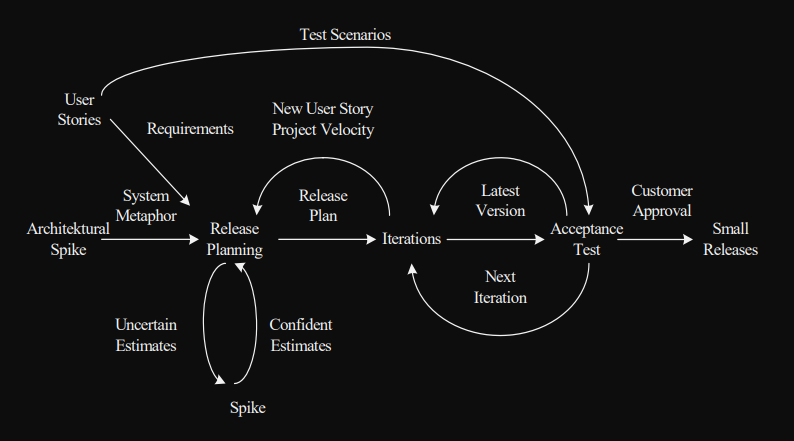 Test Scenarios
User
Stories
Requirements
New User Story
Project Velocity
System
Metaphor
Release
Plan
Latest
Version
Customer
Approval
Architektural
Spike
Release
Planning
Iterations
Acceptance
Test
Small
Releases
Next
Iteration
Uncertain
Estimates
Confident
Estimates
Spike